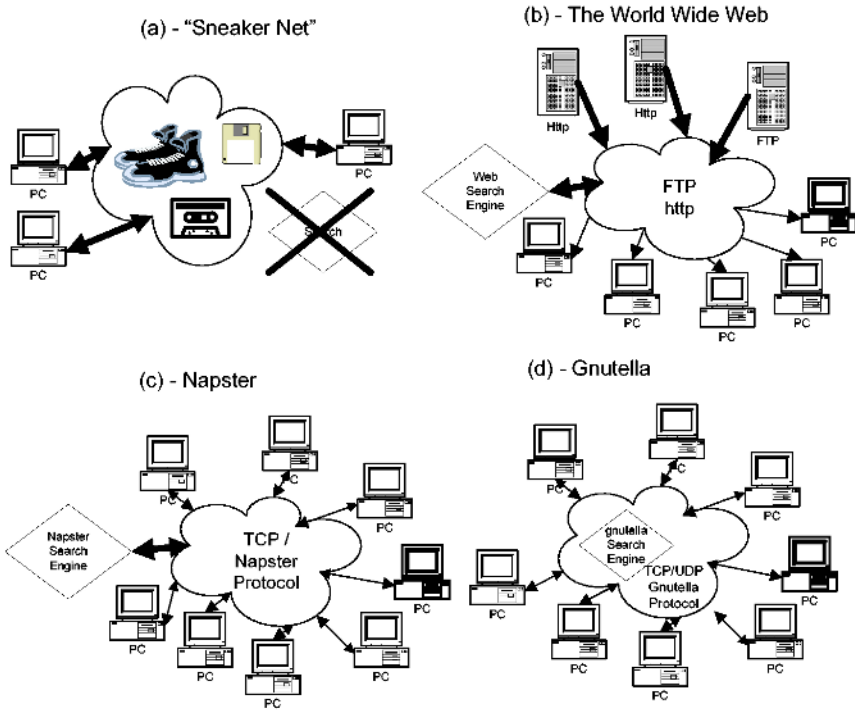 (a) - "Sneaker Net"
PC
PC
PC
Search
(b) - The World Wide Web
Http
Http
FTP
Web
Search
Engine
FTP
http
PC
PC
PC
PC
PC
(c) - Napster
PC
C
PC
Napster
Search
Engine
TCP /
Napster
Protocol
PC
PC
PC
PC
PC
(d) - Gnutella
PC
C
PC
gnutella
Search
Engine
TCP/UDP
Gnutella
Protocol
PC
PC
PC
PC
PC